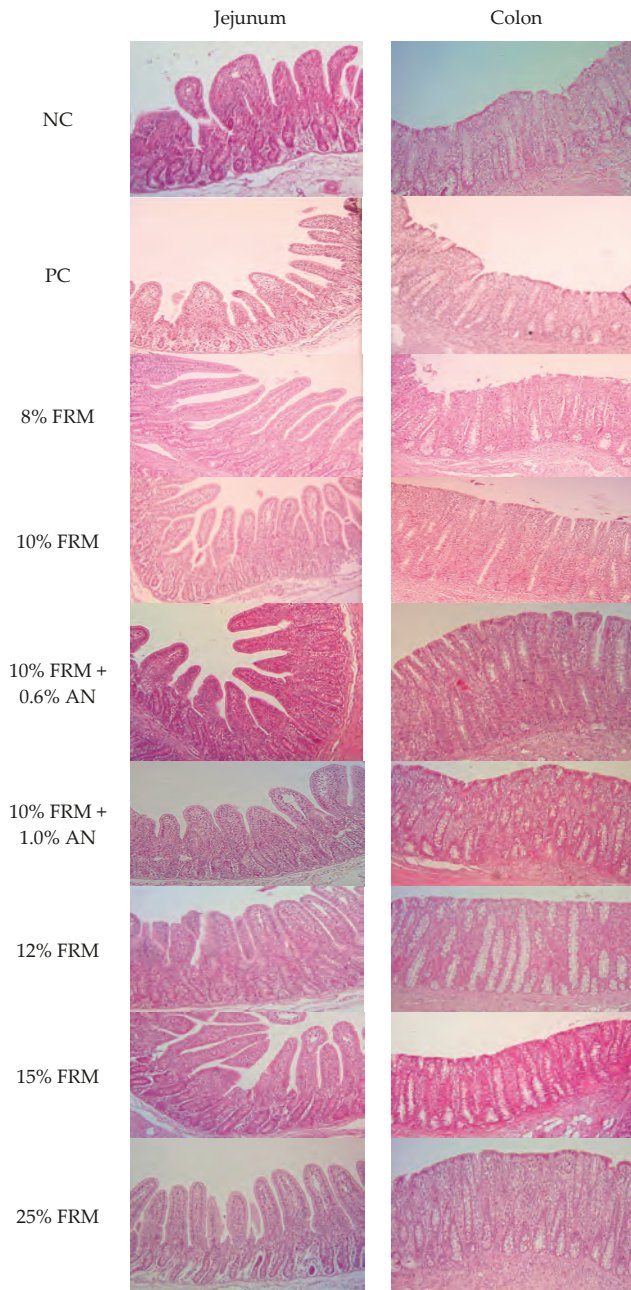 Jejunum Colon
NC
PC
8% FRM
10% FRM
10% FRM +
0.6% AN
10% FRM +
1.0% AN
12% FRM
15% FRM
25% FRM